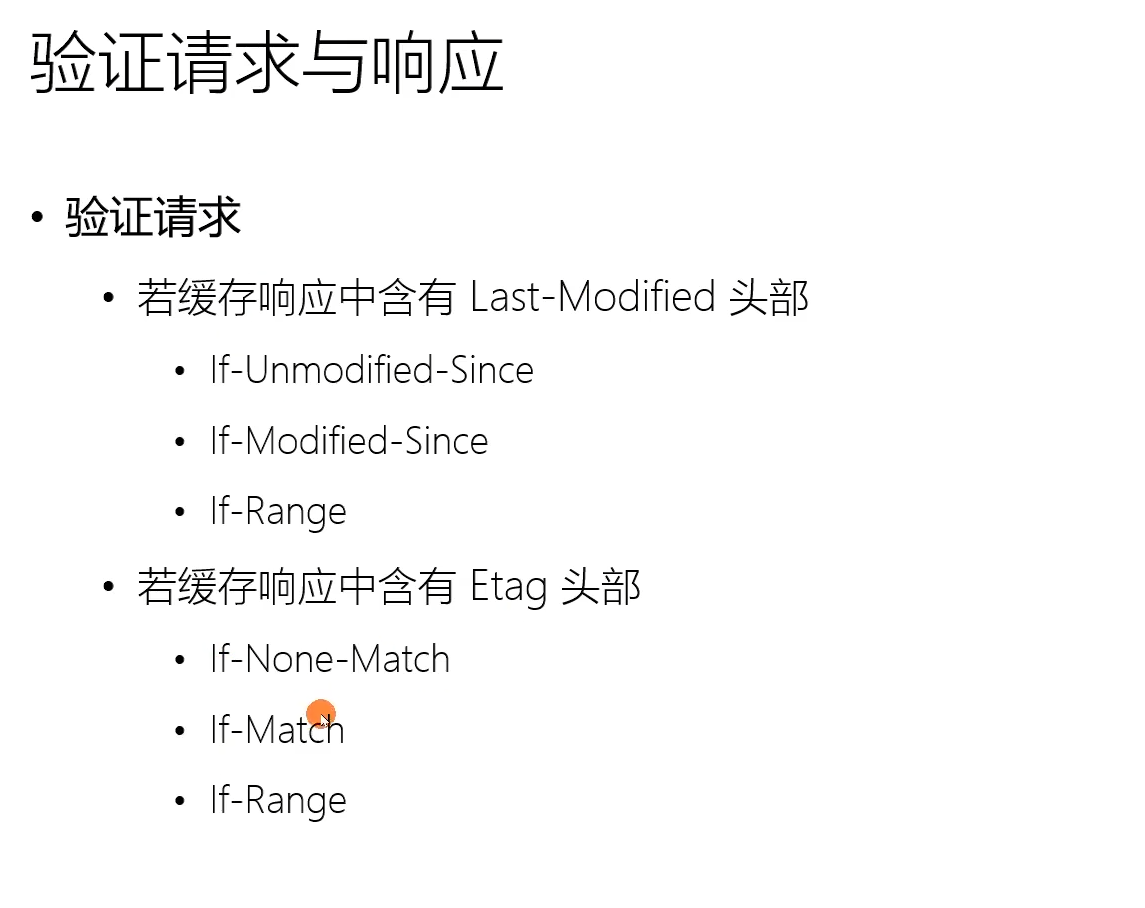 验证请求与响应
• 验证请求
• 若缓存响应中含有 Last-Modified 头部
• If-Unmodified-Since
• If-Modified-Since
• If-Range
• 若缓存响应中含有 Etag 头部
• If-None-Match
• If-Match
• If-Range